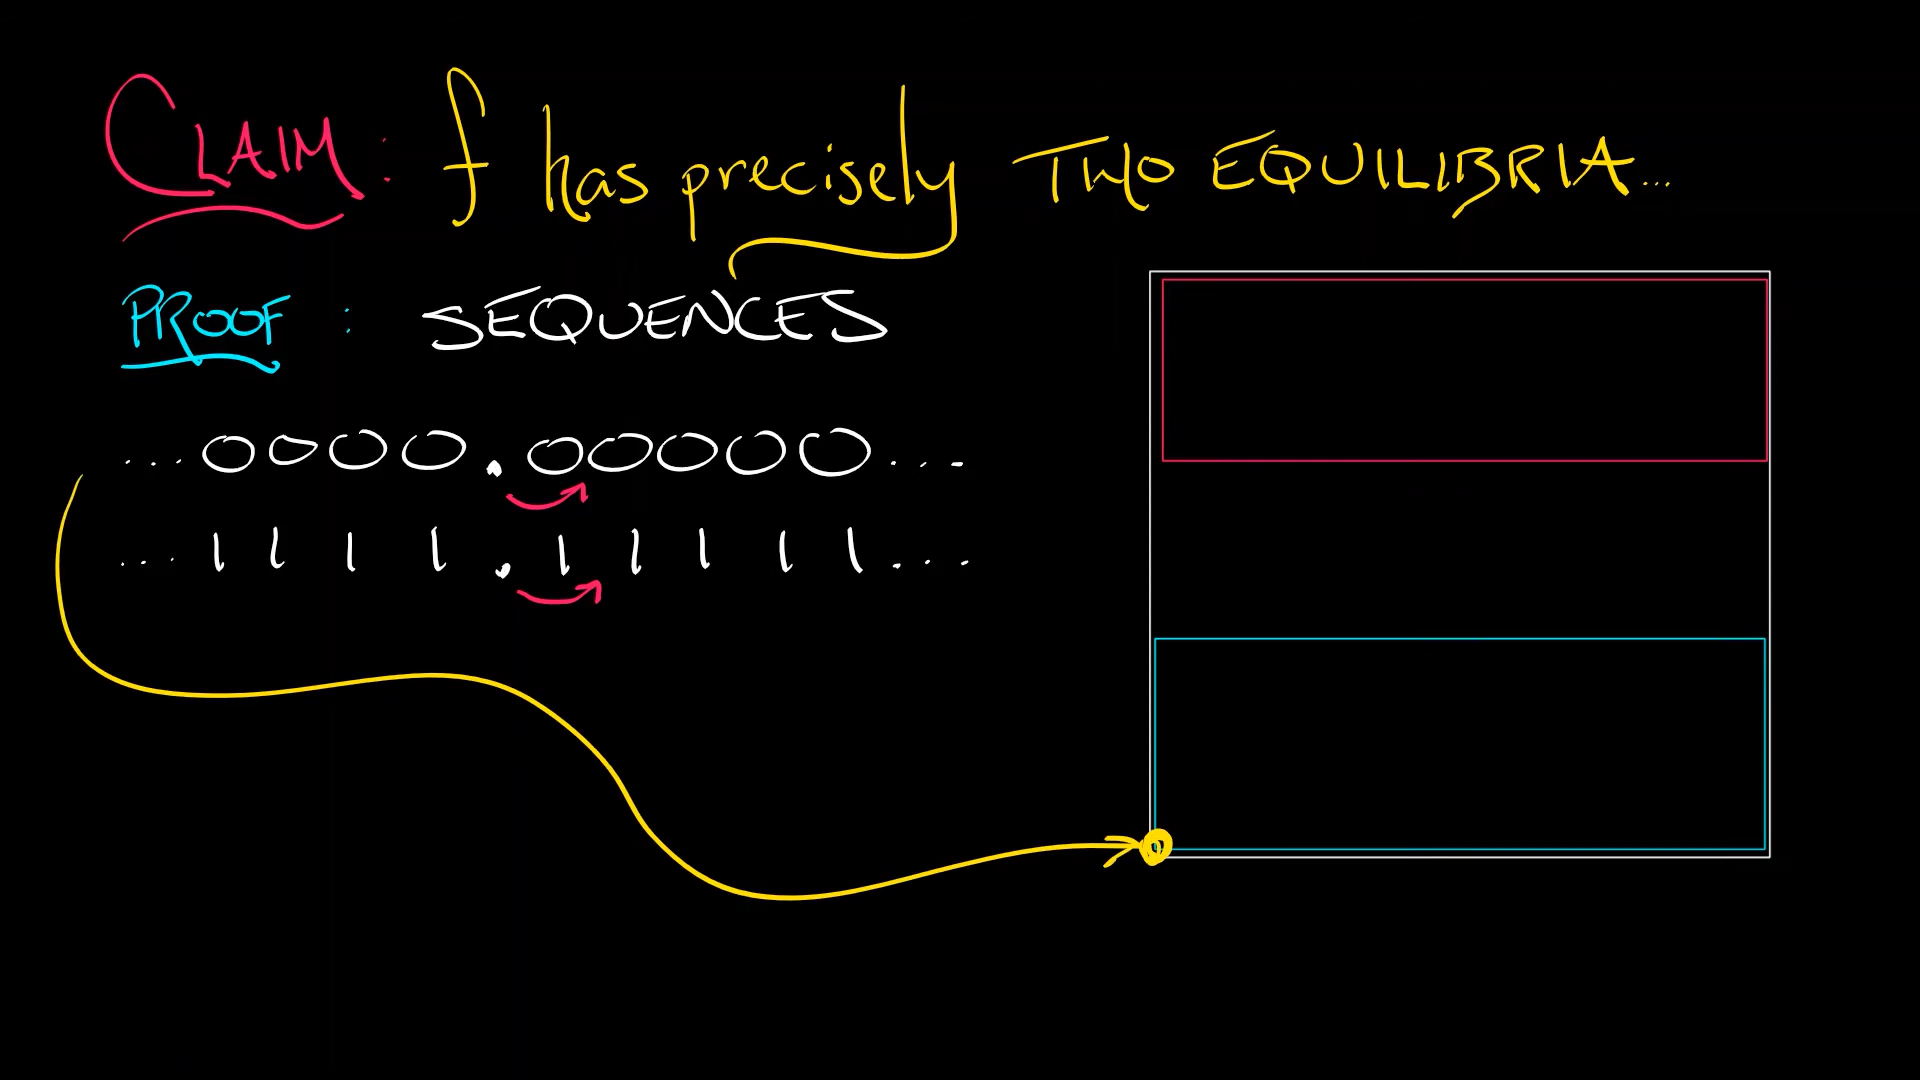 CLAIM: f has precisely TWO EQUILIBRIA...
PROOF: SEQUENCES
...0000.00000...
...1111.11111...